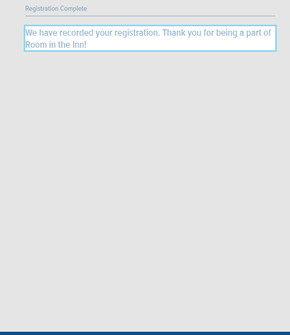 Registration Complete
We have recorded your registration. Thank you for being a part of
Room in the Inn!